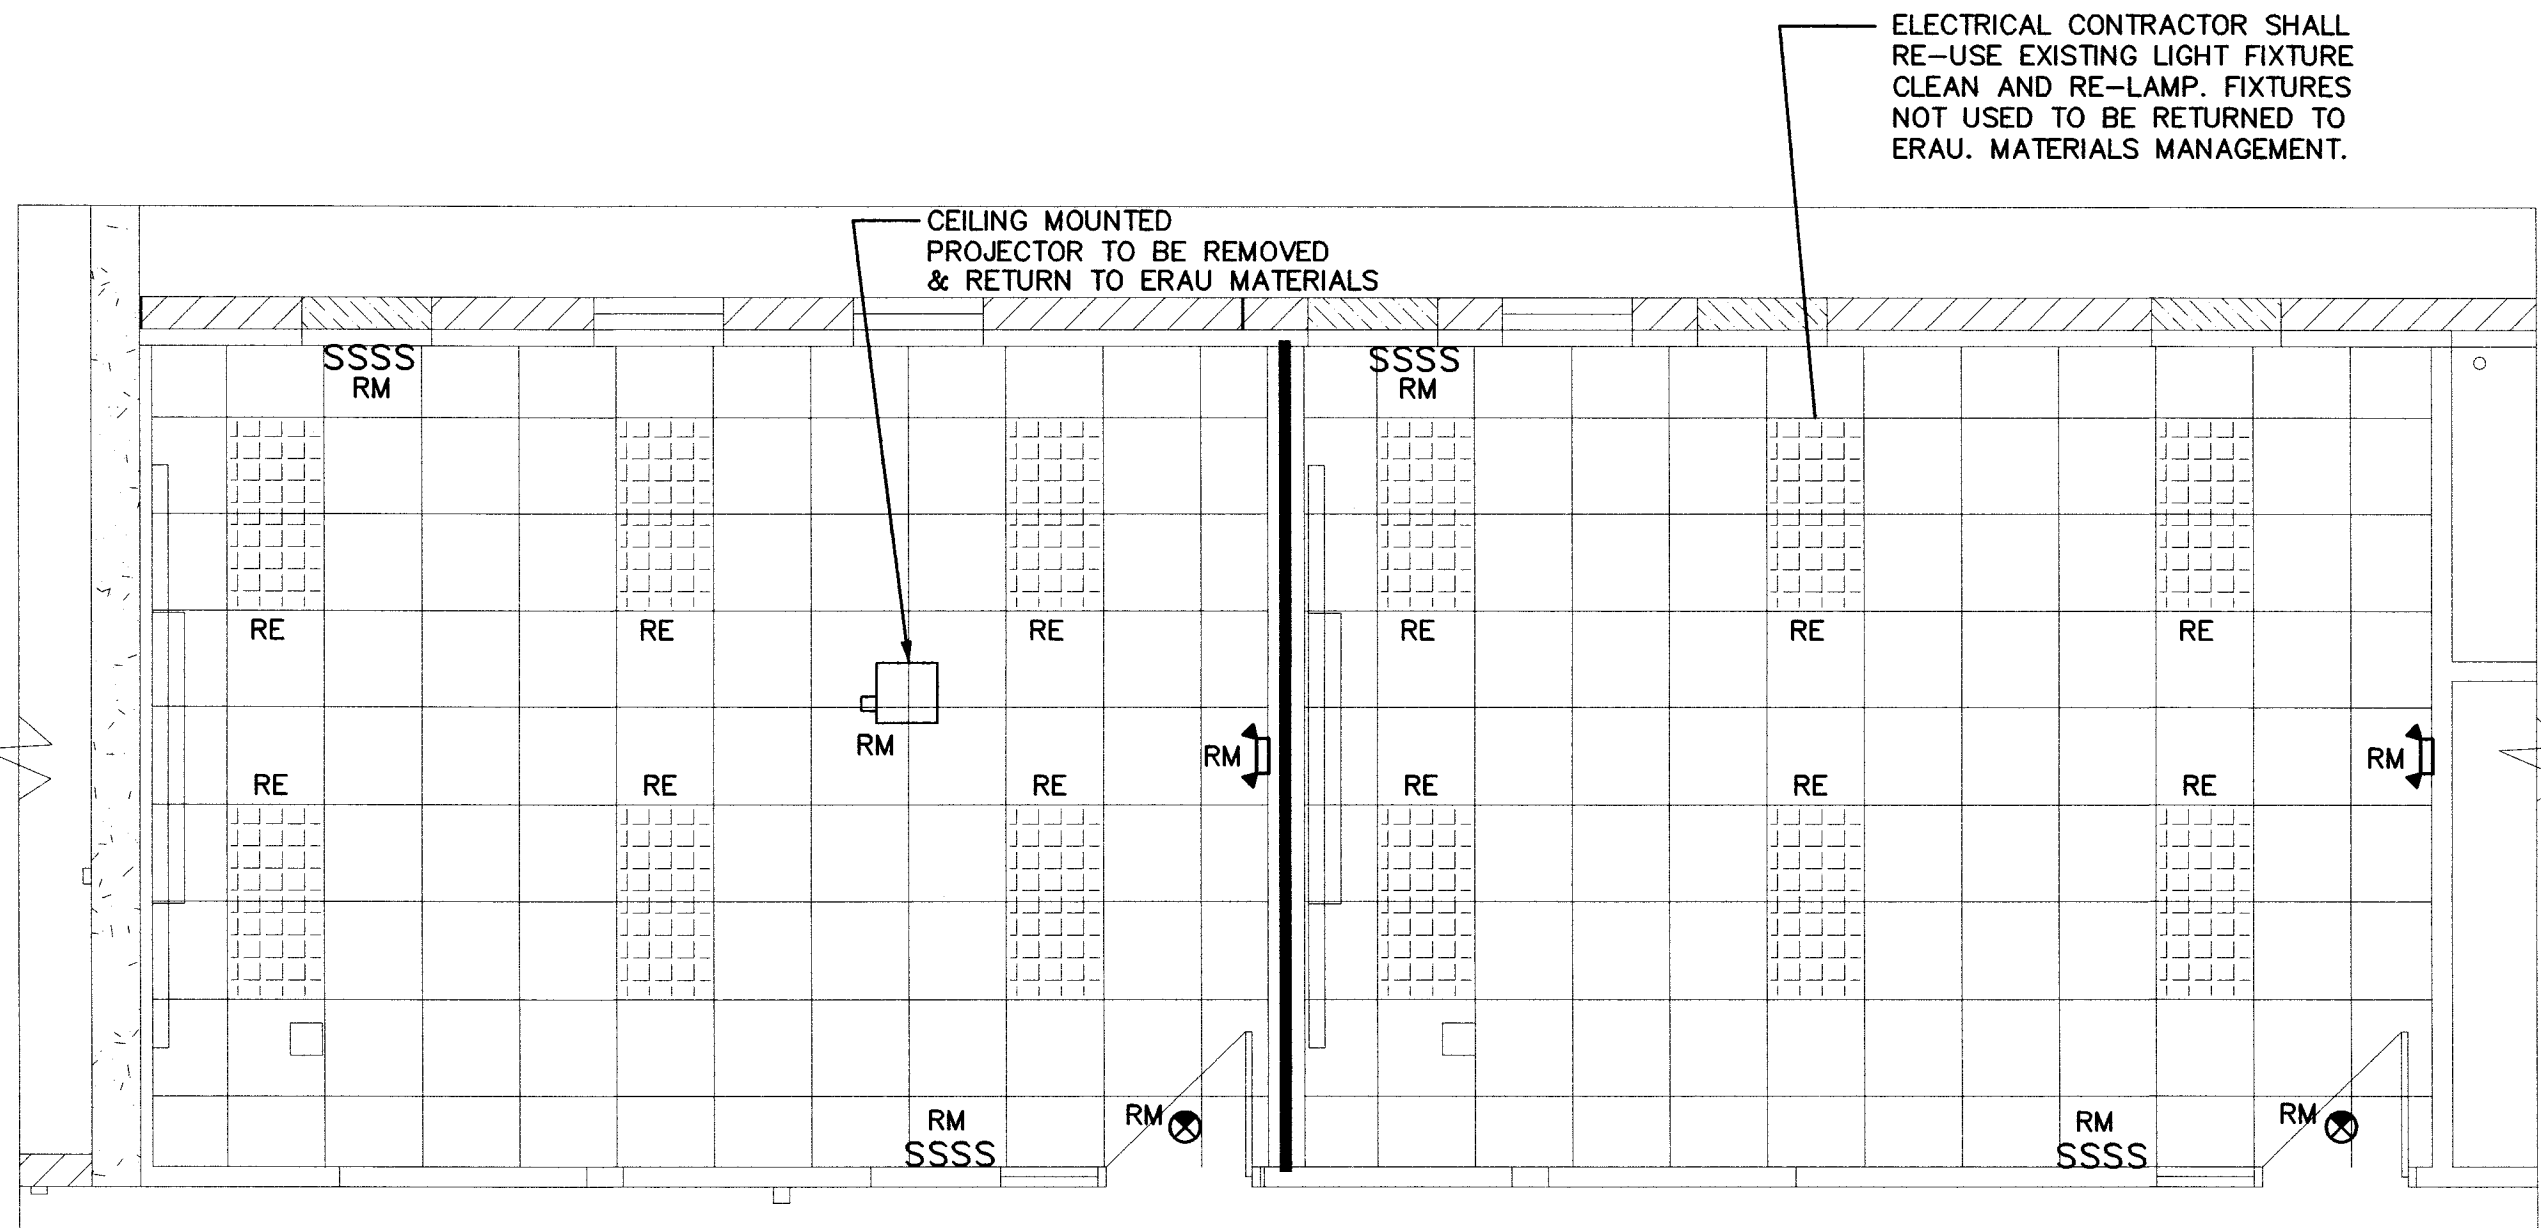 ELECTRICAL CONTRACTOR SHALL
RE-USE EXISTING LIGHT FIXTURE
CLEAN AND RE-LAMP. FIXTURES
NOT USED TO BE RETURNED TO
ERAU. MATERIALS MANAGEMENT.
CEILING MOUNTED
PROJECTOR TO BE REMOVED
& RETURN TO ERAU MATERIALS
SSSS
RM
SSSS
RM
RE
RE
RE
RE
RE
RE
RM
RM
RM
RE
RE
RE
RE
RE
RE
RM
SSSS
RM
RM
SSSS
RM